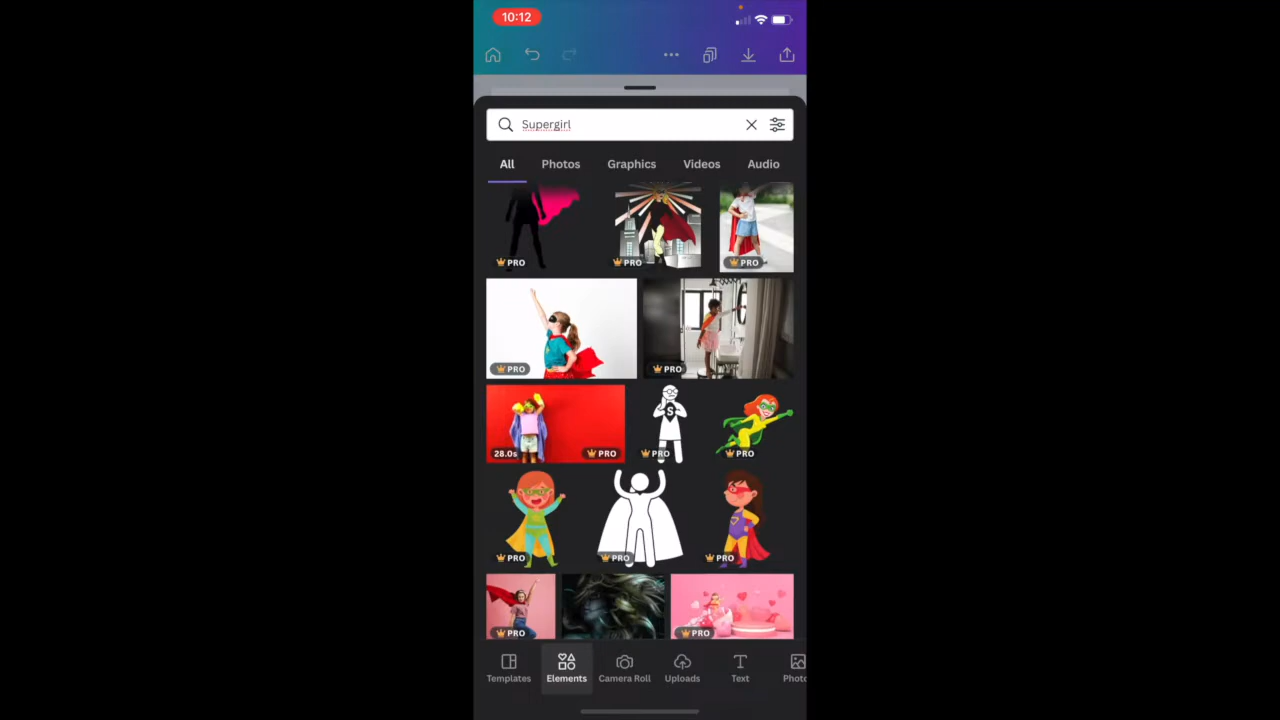 10:12
Supergirl
All Photos Graphics Videos Audio
PRO PRO PRO
PRO PRO
28.0s PRO PRO PRO
S
PRO PRO PRO
PRO PRO
Templates Elements Camera Roll Uploads Text Photo